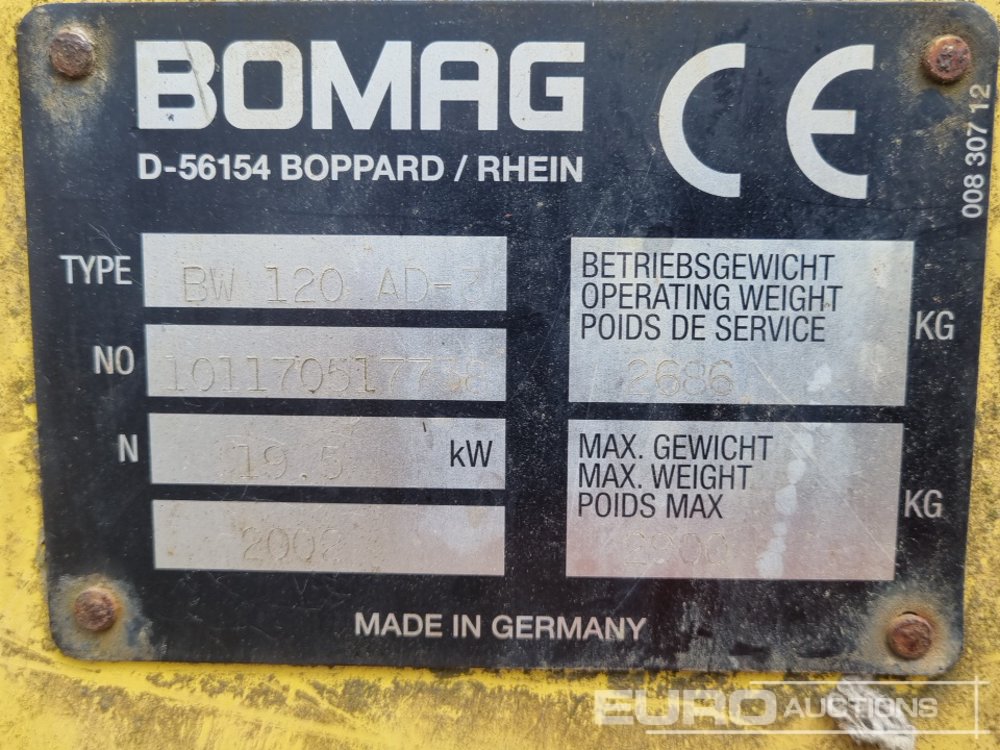 BOMAG CE
D-56154 BOPPARD / RHEIN
008 307 12
TYPE BW 120 AD-3
NO
N 19.5 kW
BETRIEBSGEWICHT
OPERATING WEIGHT
POIDS DE SERVICE
2686 KG
MAX. GEWICHT
MAX. WEIGHT
POIDS MAX
2900 KG
MADE IN GERMANY
EURO AUCTIONS